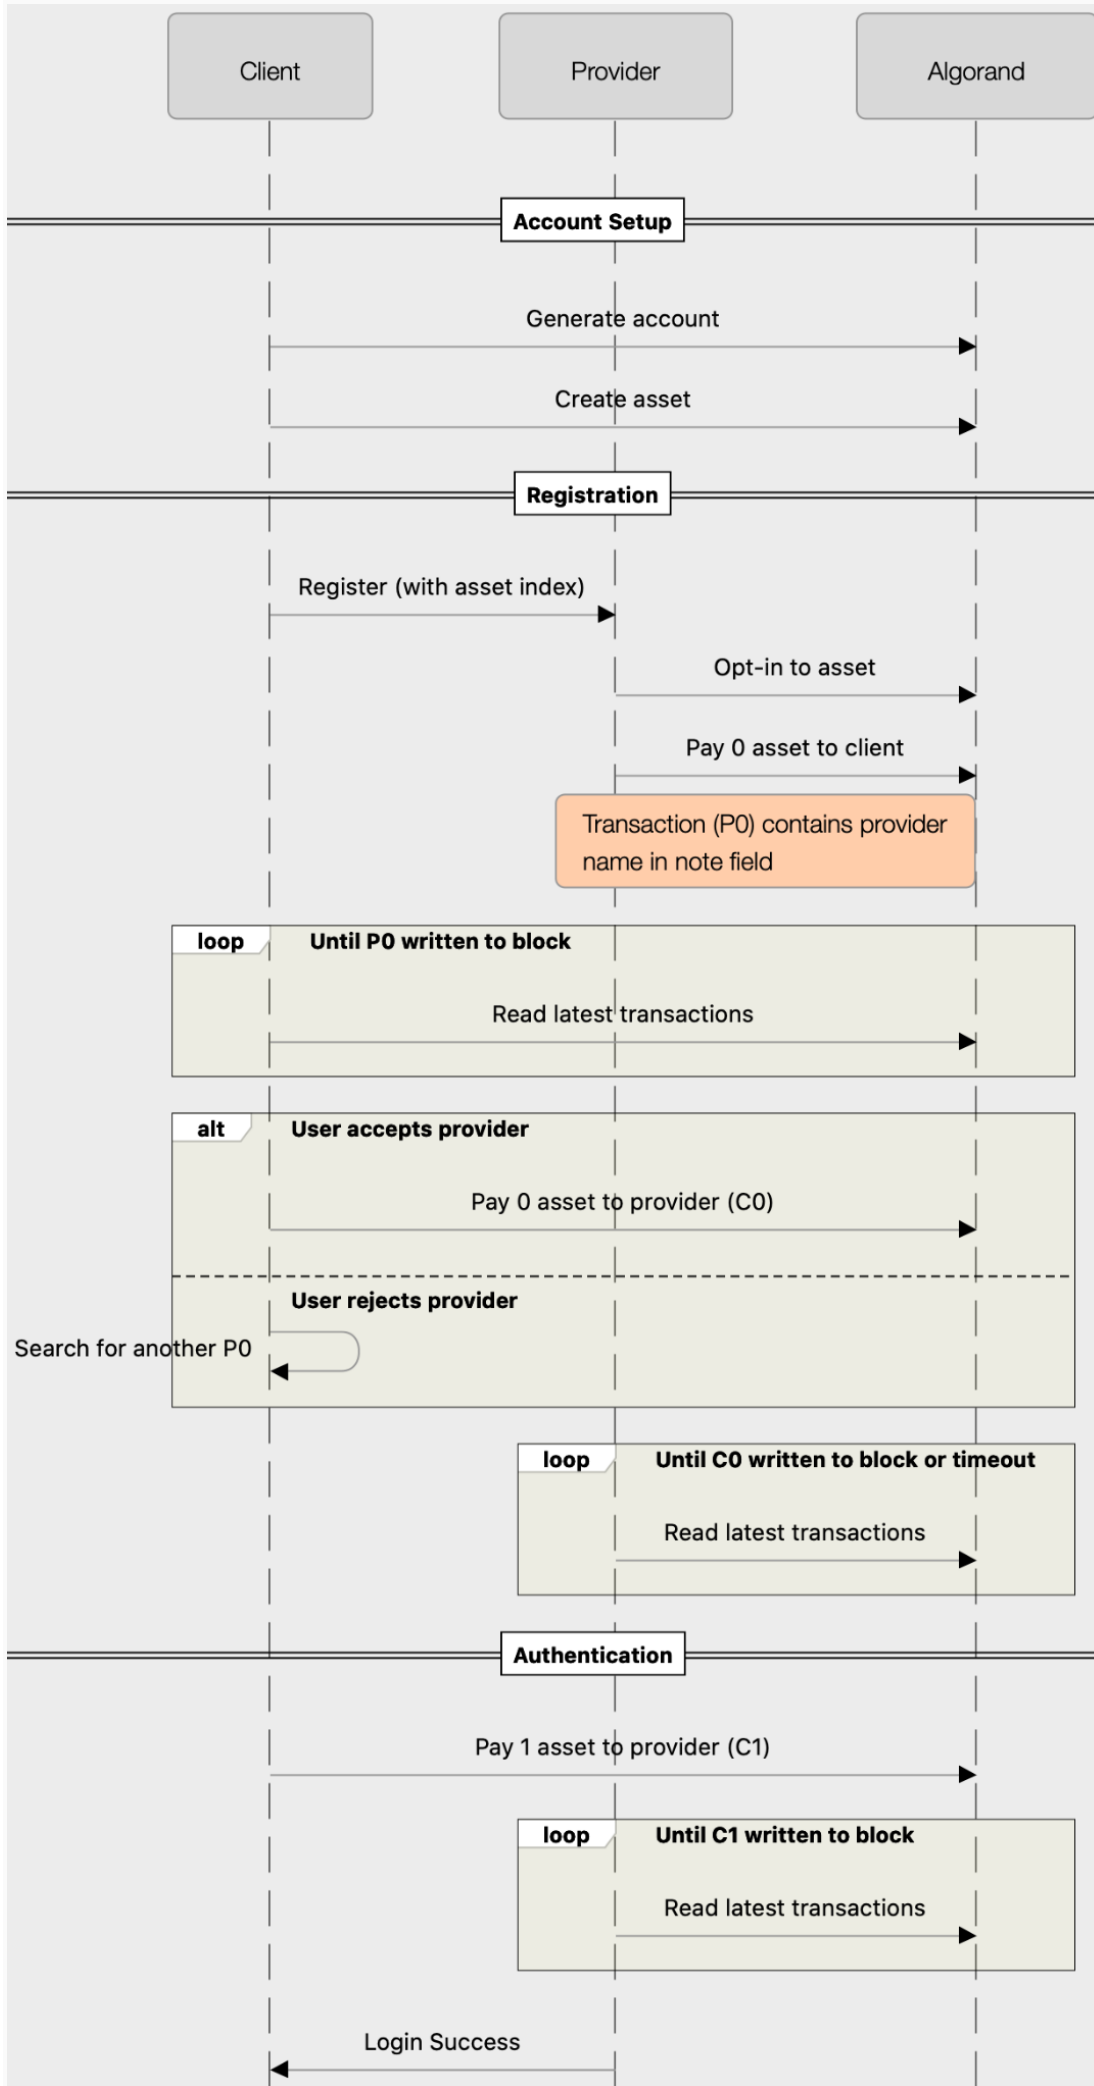 Client
Provider
Algorand
Account Setup
Generate account
Create asset
Registration
Register (with asset index)
Opt-in to asset
Pay 0 asset to client
Transaction (P0) contains provider
name in note field
loop
Until P0 written to block
Read latest transactions
alt
User accepts provider
Pay 0 asset to provider (C0)
User rejects provider
Search for another P0
loop
Until C0 written to block or timeout
Read latest transactions
Authentication
Pay 1 asset to provider (C1)
loop
Until C1 written to block
Read latest transactions
Login Success